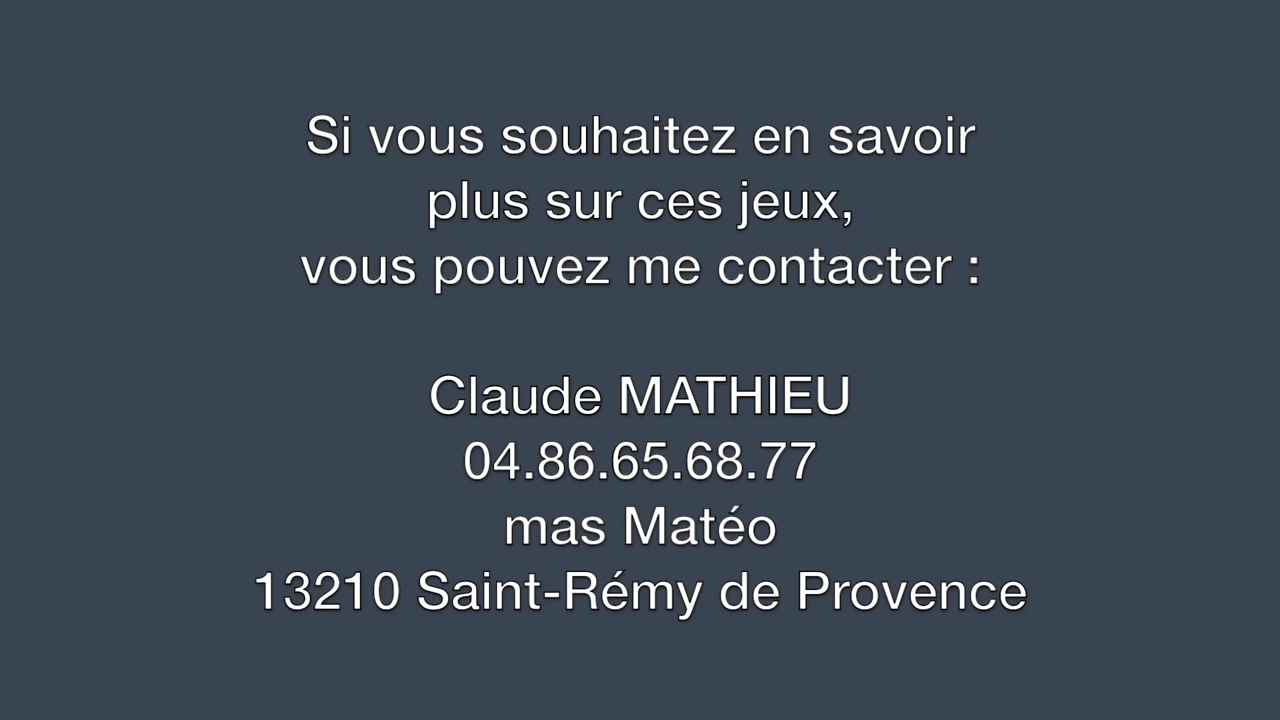 Si vous souhaitez en savoir
plus sur ces jeux,
vous pouvez me contacter :
Claude MATHIEU
04.86.65.68.77
mas Matéo
13210 Saint-Rémy de Provence